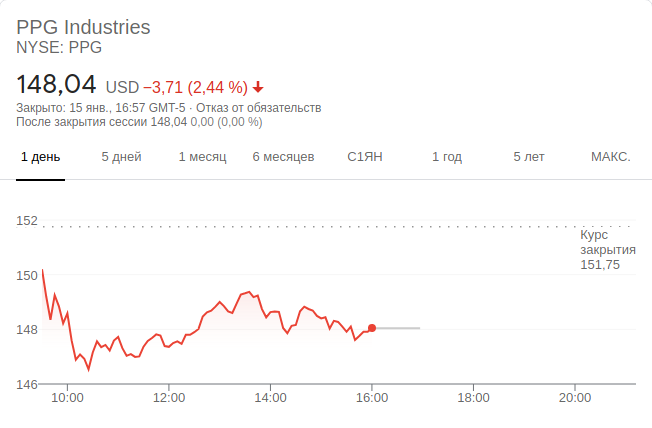 PPG Industries
NYSE: PPG
148,04 USD −3,71 (2,44 %)
Закрыто: 15 янв., 16:57 GMT-5 · Отказ от обязательств
После закрытия сессии 148,04 0,00 (0,00 %)
1 день 5 дней 1 месяц 6 месяцев С1ЯН 1 год 5 лет МАКС.
152
Курс
закрытия
151,75
150
148
146
10:00 12:00 14:00 16:00 18:00 20:00